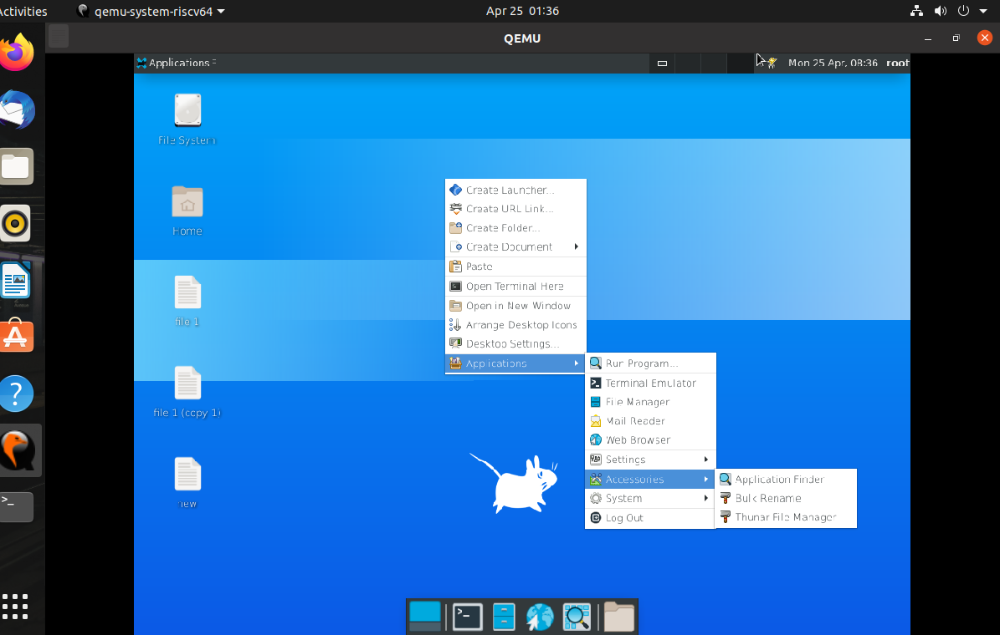 Activities
qemu-system-riscv64
Apr 25 01:36
QEMU
Applications
Mon 25 Apr, 08:36 root
File System
Home
file 1
file 1 (copy 1)
new
Create Launcher...
Create URL Link...
Create Folder...
Create Document
Paste
Open Terminal Here
Open in New Window
Arrange Desktop Icons
Desktop Settings...
Applications
Run Program...
Terminal Emulator
File Manager
Mail Reader
Web Browser
Settings
Accessories
System
Log Out
Application Finder
Bulk Rename
Thunar File Manager